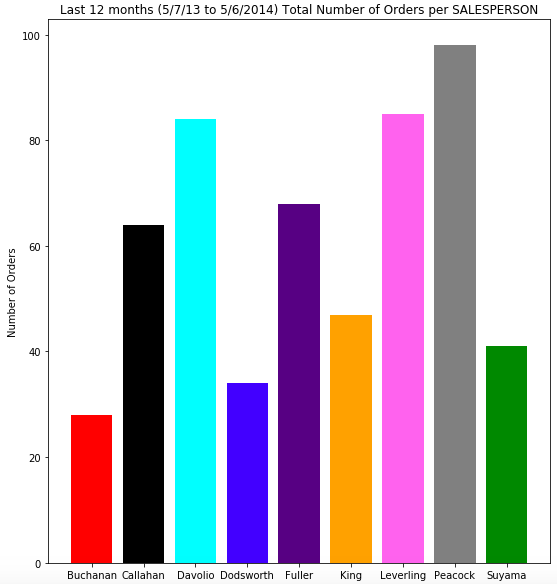 Last 12 months (5/7/13 to 5/6/2014) Total Number of Orders per SALESPERSON
100
80
60
40
20
0
Number of Orders
Buchanan Callahan Davolio Dodsworth Fuller King Leverling Peacock Suyama